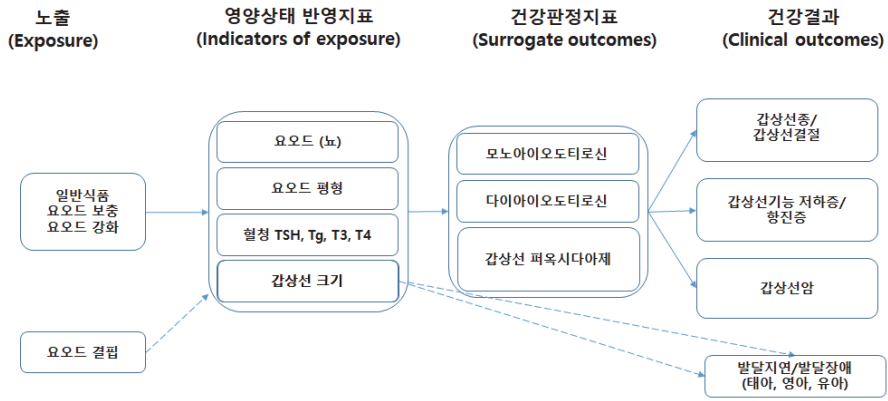 노출
(Exposure)
영양상태 반영지표
(Indicators of exposure)
건강판정지표
(Surrogate outcomes)
건강결과
(Clinical outcomes)
일반식품
요오드 보충
요오드 강화
요오드 결핍
요오드 (뇨)
요오드 평형
혈청 TSH, Tg, T3, T4
갑상선 크기
모노아이오도티로신
다이아이오도티로신
갑상선 퍼옥시다아제
갑상선종/
갑상선결절
갑상선기능 저하증/
항진증
갑상선암
발달지연/발달장애
(태아, 영아, 유아)